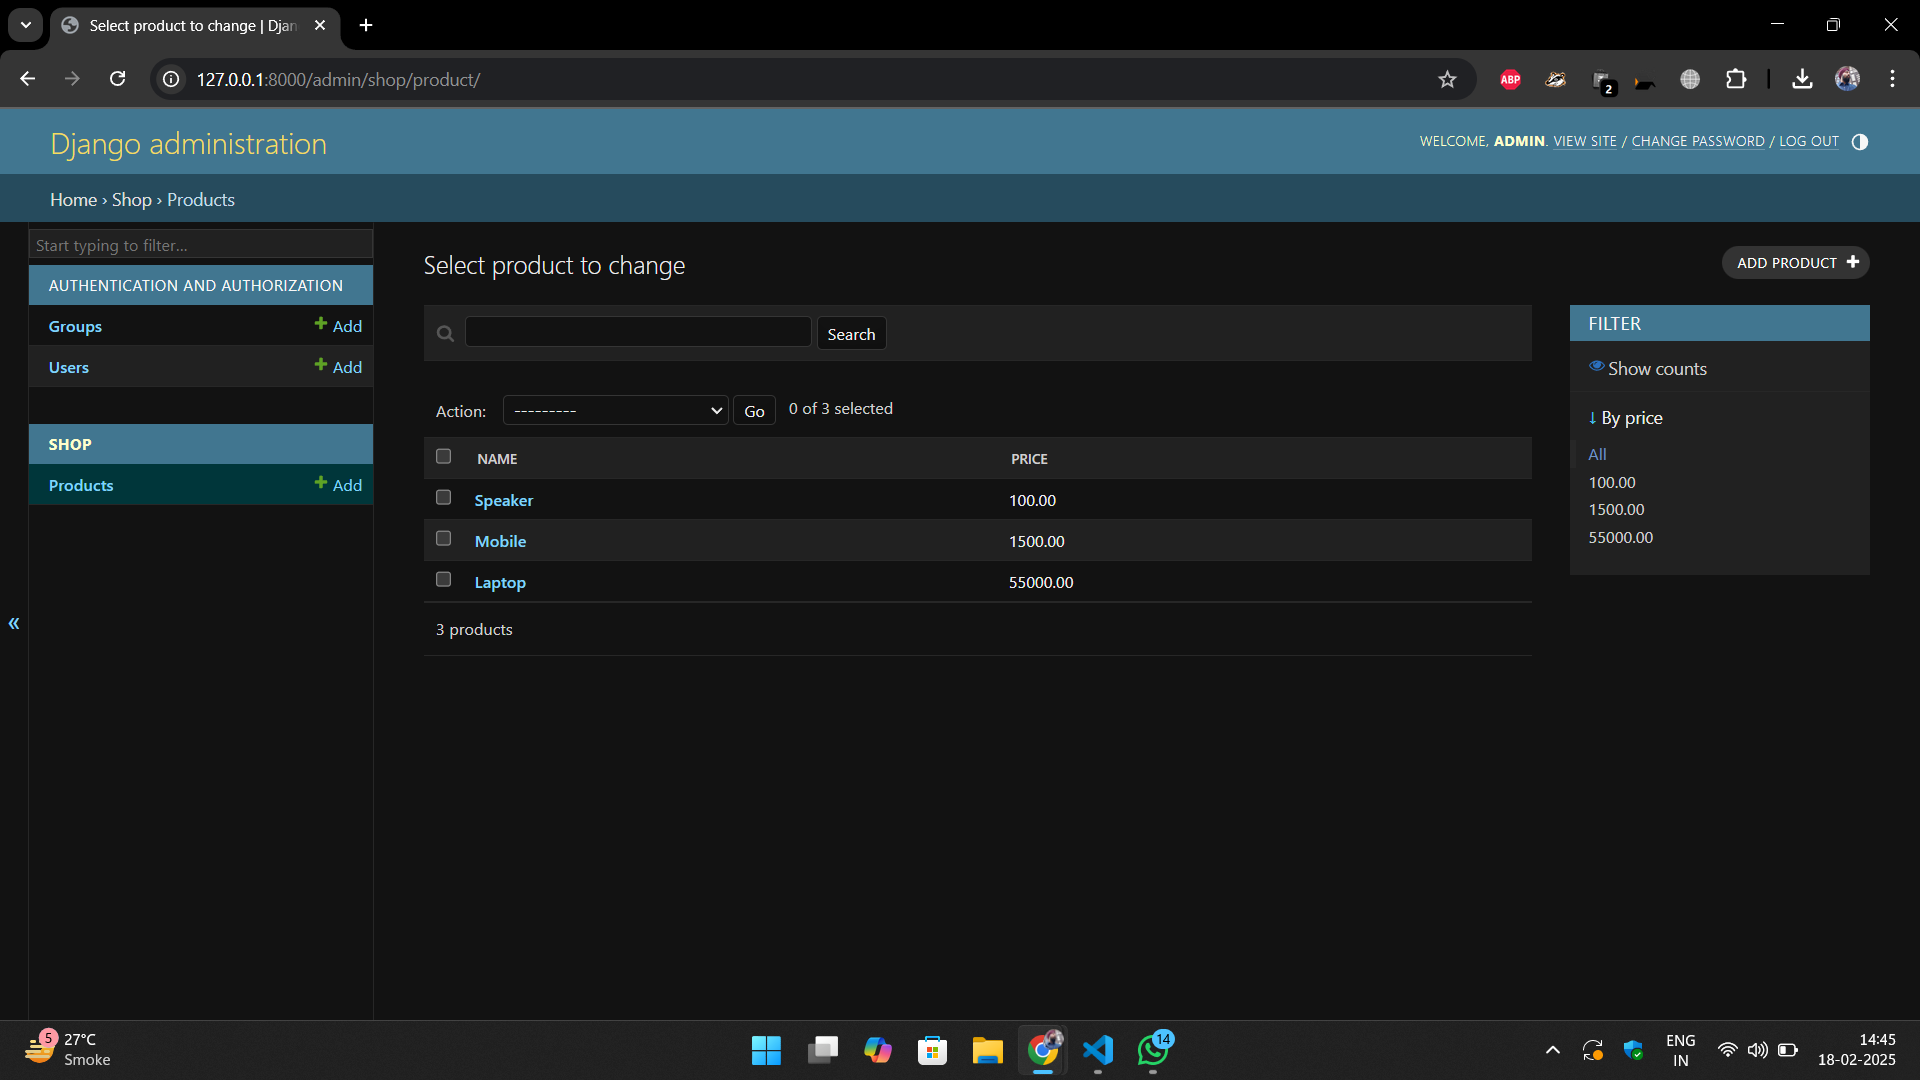 Select product to change | Djan
127.0.0.1:8000/admin/shop/product/
ABP
2
Django administration
WELCOME, ADMIN. VIEW SITE / CHANGE PASSWORD / LOG OUT
Home › Shop › Products
Start typing to filter...
AUTHENTICATION AND AUTHORIZATION
Groups
Add
Users
Add
SHOP
Products
Add
«
Select product to change
ADD PRODUCT
Search
Action:
---------
Go
0 of 3 selected
NAME PRICE
Speaker 100.00
Mobile 1500.00
Laptop 55000.00
3 products
FILTER
Show counts
↓ By price
All
100.00
1500.00
55000.00
5
27°C
Smoke
14
ENG
IN
14:45
18-02-2025